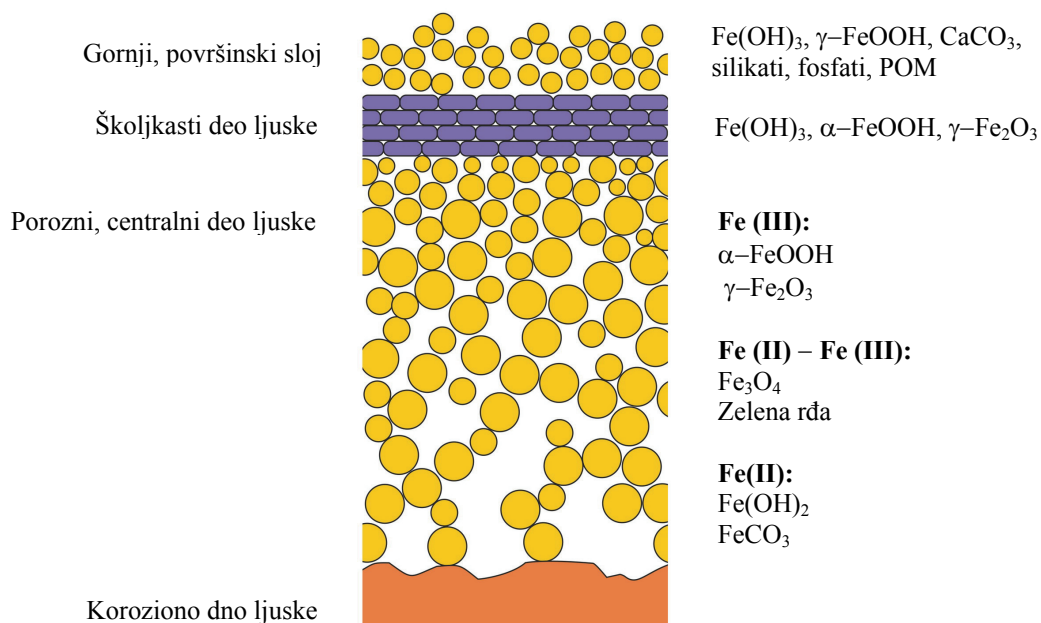 Gornji, površinski sloj
Fe(OH)₃, γ–FeOOH, CaCO₃,
silikati, fosfati, POM
Školjkasti deo ljuske
Fe(OH)₃, α–FeOOH, γ–Fe₂O₃
Porozni, centralni deo ljuske
Fe (III):
α–FeOOH
γ–Fe₂O₃
Fe (II) – Fe (III):
Fe₃O₄
Zelena rđa
Fe(II):
Fe(OH)₂
FeCO₃
Koroziono dno ljuske